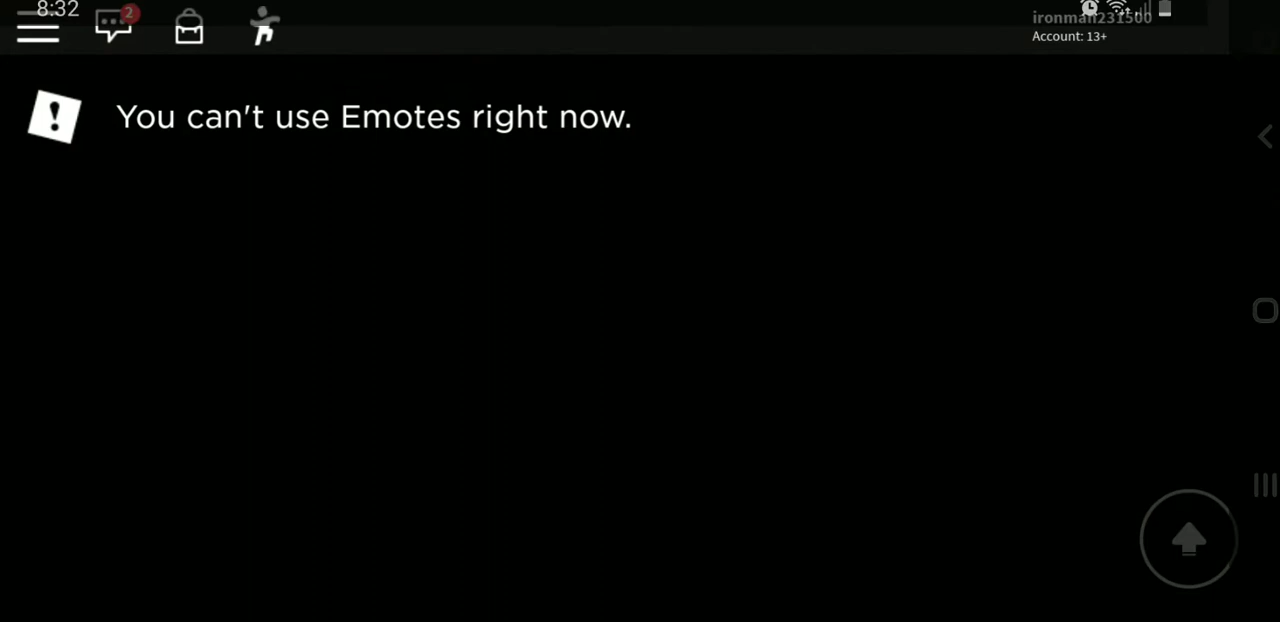 8:32
2
ironman231500
Account: 13+
! You can't use Emotes right now.